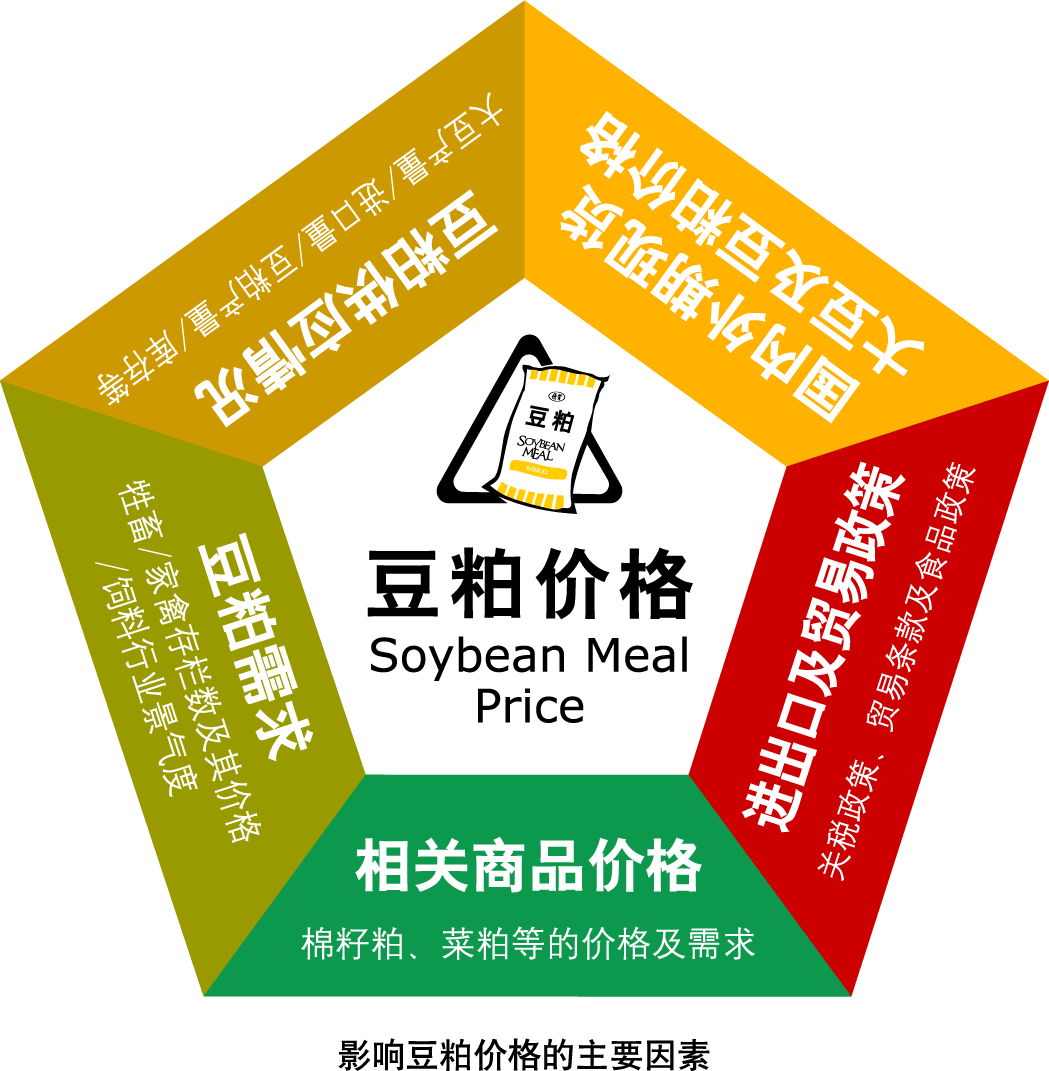 国内外期现货
大豆及豆粕价格
进出口及贸易政策
关税政策、贸易条款及食品政策
相关商品价格
棉籽粕、菜粕等的价格及需求
豆粕需求
牲畜/家禽存栏数及其价格
/饲料行业景气度
豆粕供应情况
大豆产量/进口量/豆粕产量/库存等
豆粕
SOYBEAN
MEAL
豆粕价格
Soybean Meal
Price
影响豆粕价格的主要因素